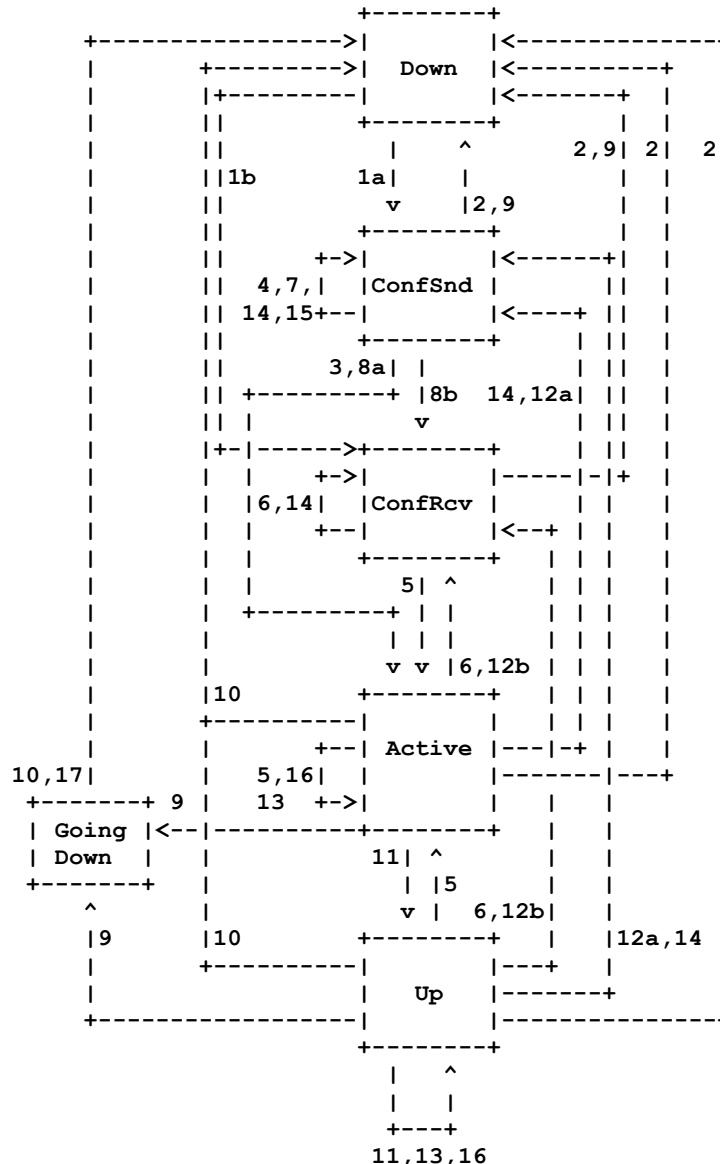 Down
2,9 2 2
1b 1a
2,9
4,7, ConfSnd
14,15
3,8a
8b 14,12a
6,14 ConfRcv
5
6,12b
10
Active
10,17 5,16
9 13
Going
Down 11
5
6,12b
9 10 12a,14
Up
11,13,16